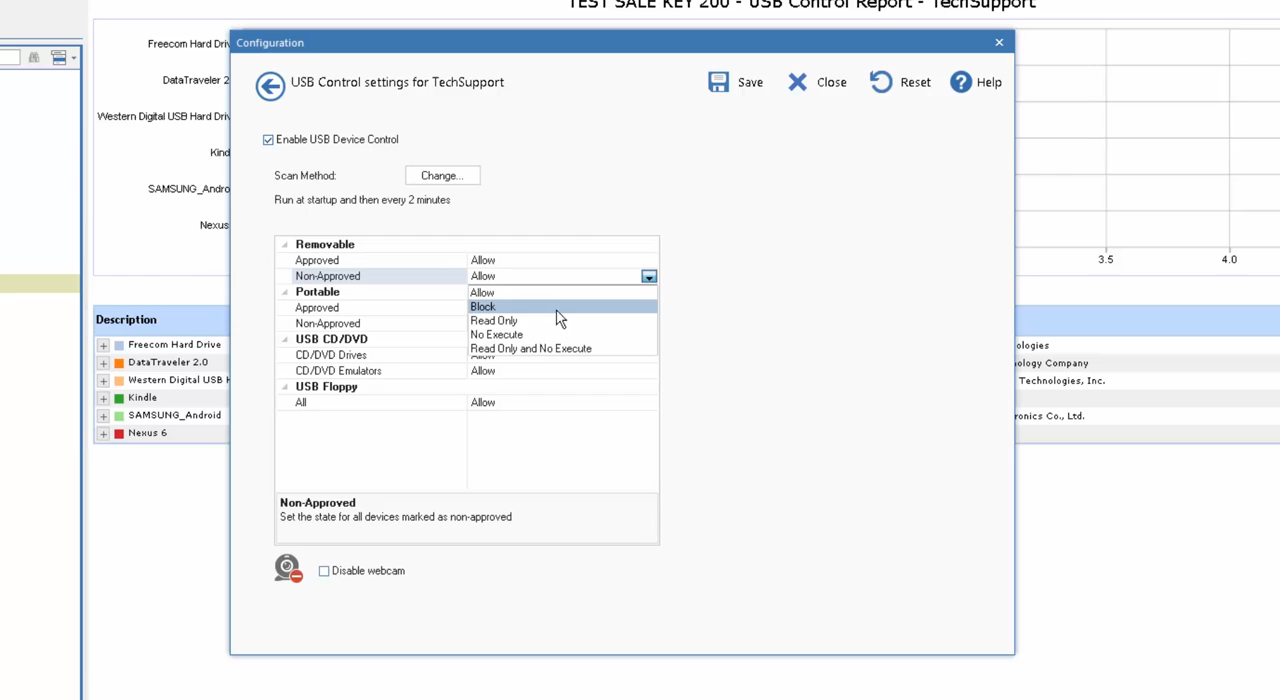 TEST SALE KEY 200 - USB Control Report - TechSupport
Configuration
USB Control settings for TechSupport
Save
Close
Reset
Help
Enable USB Device Control
Scan Method:
Change...
Run at startup and then every 2 minutes
Removable
Approved Allow
Non-Approved Allow
Portable Allow
Approved Block
Non-Approved Read Only
USB CD/DVD No Execute
CD/DVD Drives Read Only and No Execute
Allow
CD/DVD Emulators Allow
USB Floppy
All Allow
Non-Approved
Set the state for all devices marked as non-approved
Disable webcam
Freecom Hard Driv
DataTraveler 2
Western Digital USB Hard Driv
Kind
SAMSUNG_Andro
Nexus
3.5
4.0
Description
Freecom Hard Drive ologies
DataTraveler 2.0 nology Company
Western Digital USB H Technologies, Inc.
Kindle
SAMSUNG_Android ronics Co., Ltd.
Nexus 6